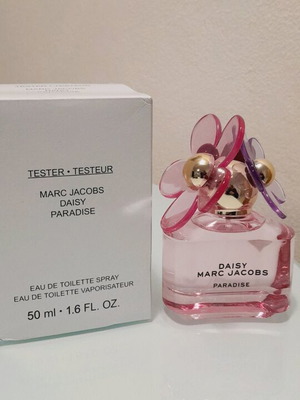 TESTER • TESTEUR
MARC JACOBS
DAISY
PARADISE
EAU DE TOILETTE SPRAY
EAU DE TOILETTE VAPORISATEUR
50 ml • 1.6 FL. OZ.
DAISY
MARC JACOBS
PARADISE